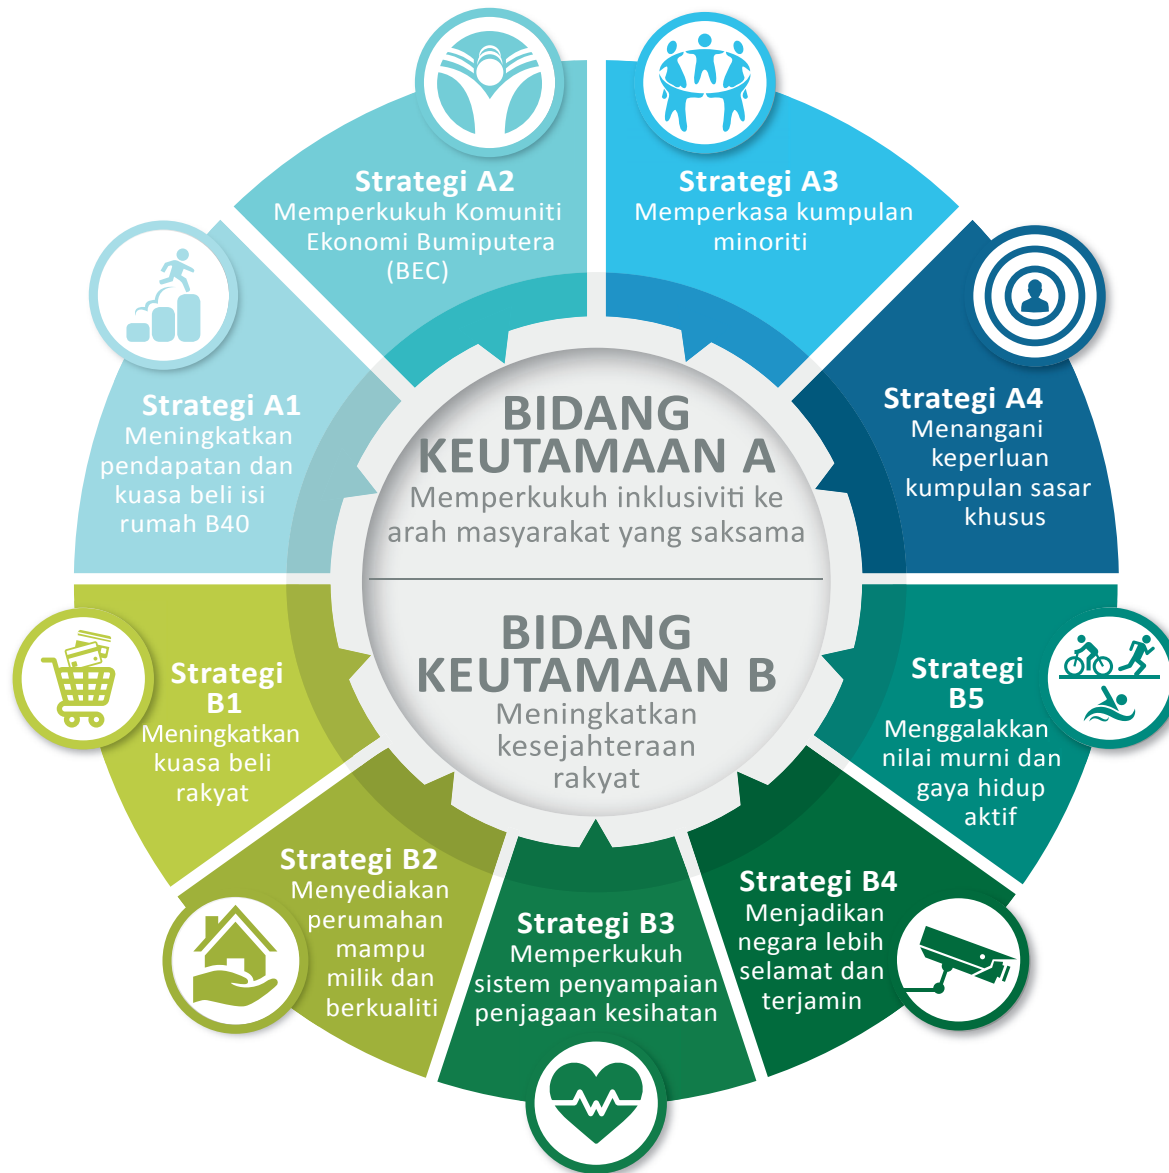 Strategi A2
Memperkukuh Komuniti
Ekonomi Bumiputera
(BEC)
Strategi A3
Memperkasa kumpulan
minoriti
Strategi A1
Meningkatkan
pendapatan dan
kuasa beli isi
rumah B40
Strategi A4
Menangani
keperluan
kumpulan sasar
khusus
BIDANG
KEUTAMAAN A
Memperkukuh inklusiviti ke
arah masyarakat yang saksama
BIDANG
KEUTAMAAN B
Meningkatkan
kesejahteraan
rakyat
Strategi
B1
Meningkatkan
kuasa beli
rakyat
Strategi B2
Menyediakan
perumahan
mampu
milik dan
berkualiti
Strategi B3
Memperkukuh
sistem penyampaian
penjagaan kesihatan
Strategi B4
Menjadikan
negara lebih
selamat dan
terjamin
Strategi
B5
Menggalakkan
nilai murni dan
gaya hidup
aktif